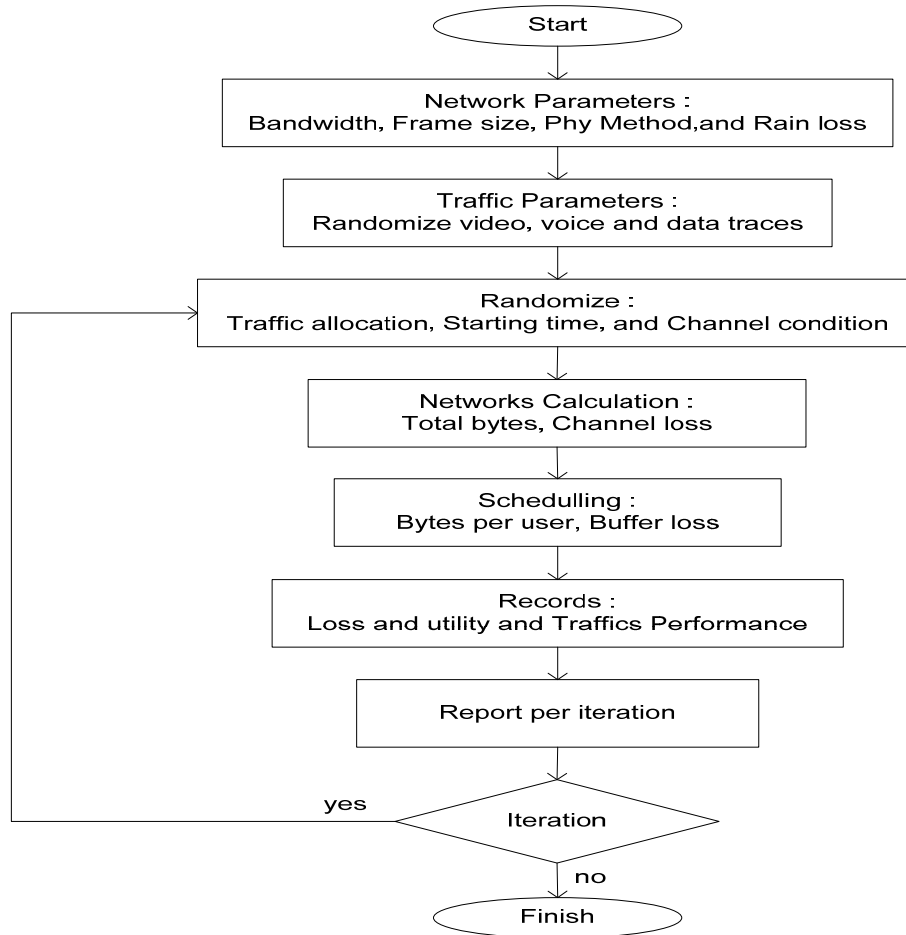 Start
Network Parameters :
Bandwidth, Frame size, Phy Method,and Rain loss
Traffic Parameters :
Randomize video, voice and data traces
Randomize :
Traffic allocation, Starting time, and Channel condition
Networks Calculation :
Total bytes, Channel loss
Schedulling :
Bytes per user, Buffer loss
Records :
Loss and utility and Traffics Performance
Report per iteration
yes
Iteration
no
Finish